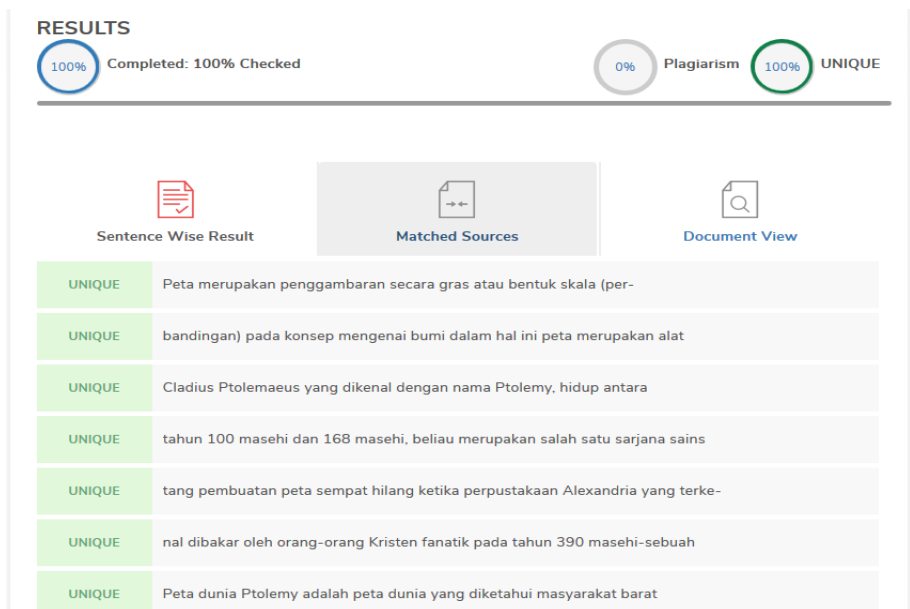 RESULTS
100% Completed: 100% Checked 0% Plagiarism 100% UNIQUE
Sentence Wise Result Matched Sources Document View
UNIQUE Peta merupakan penggambaran secara gras atau bentuk skala (per-
UNIQUE bandingan) pada konsep mengenai bumi dalam hal ini peta merupakan alat
UNIQUE Cladius Ptolemaeus yang dikenal dengan nama Ptolemy, hidup antara
UNIQUE tahun 100 masehi dan 168 masehi, beliau merupakan salah satu sarjana sains
UNIQUE tang pembuatan peta sempat hilang ketika perpustakaan Alexandria yang terke-
UNIQUE nal dibakar oleh orang-orang Kristen fanatik pada tahun 390 masehi-sebuah
UNIQUE Peta dunia Ptolemy adalah peta dunia yang diketahui masyarakat barat